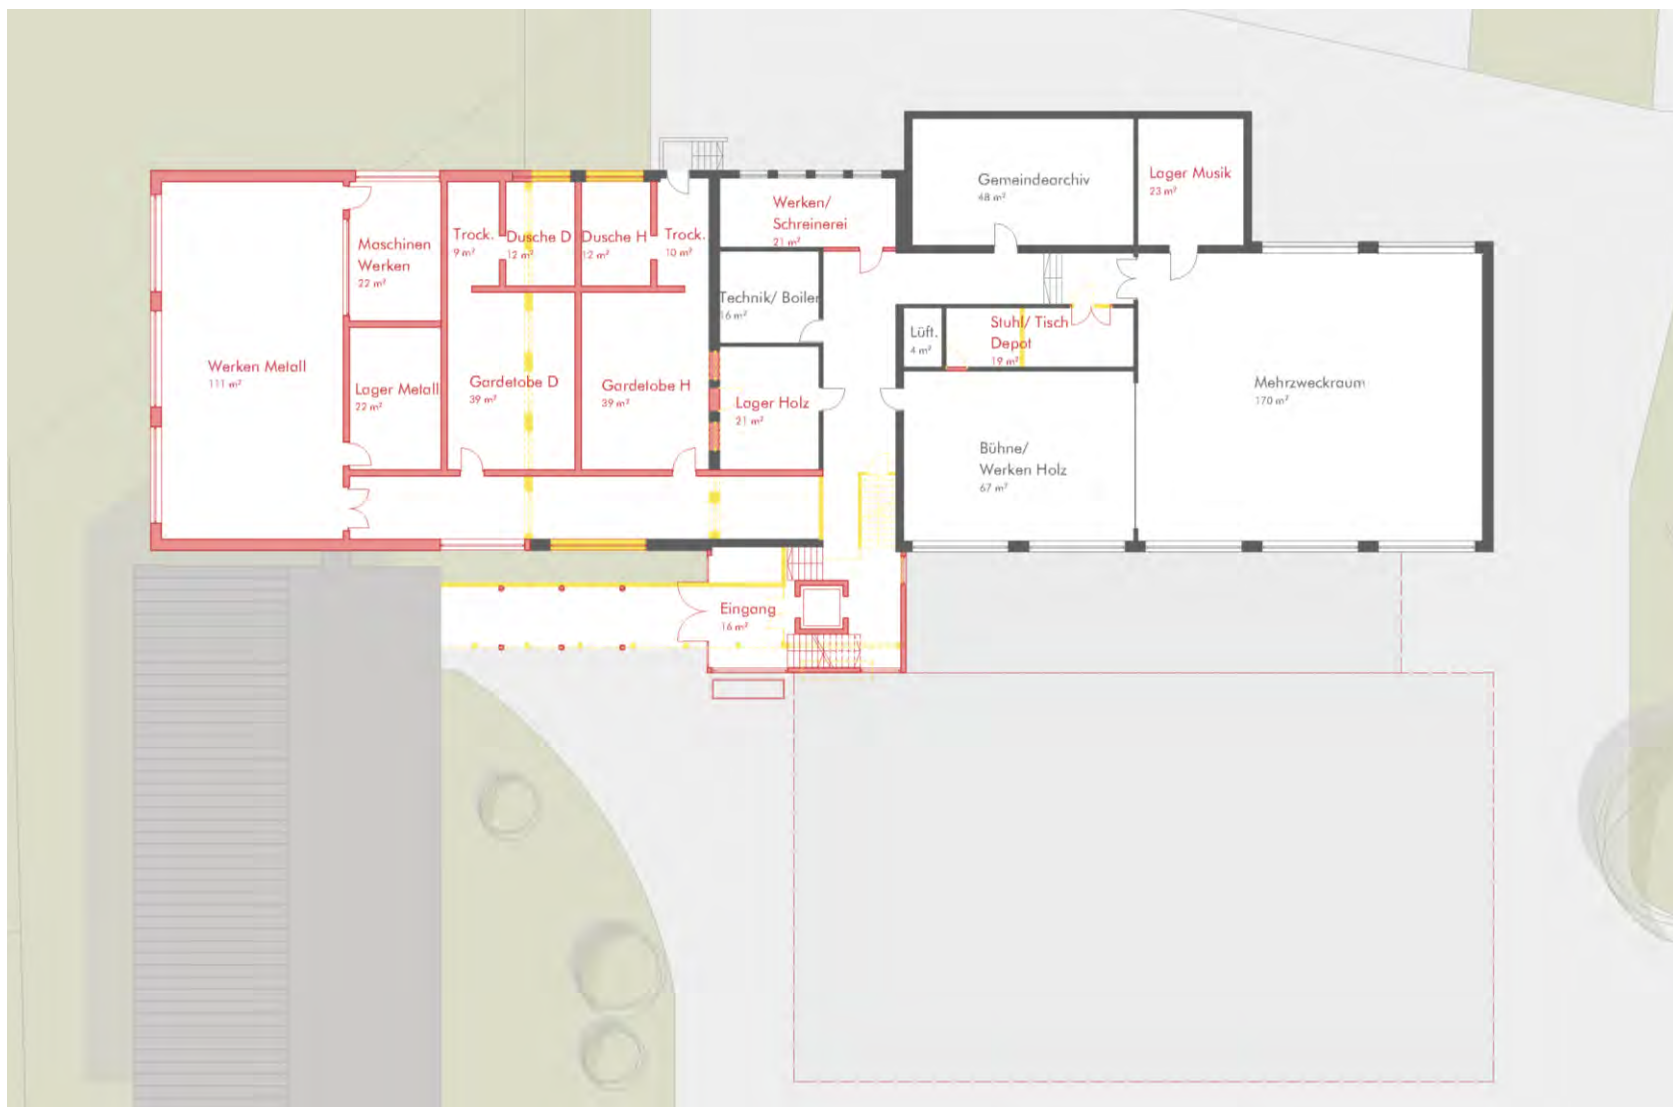 Gemeindearchiv
48 m²
Lager Musik
23 m²
Werken/
Schreinerei
21 m²
Trock.
9 m²
Dusche D
12 m²
Dusche H
12 m²
Trock.
10 m²
Maschinen
Werken
22 m²
Technik/ Boiler
16 m²
Lüft.
4 m²
Stuhl/ Tisch
Depot
19 m²
Werken Metall
111 m²
Lager Metall
22 m²
Gardetobe D
39 m²
Gardetobe H
39 m²
Lager Holz
21 m²
Mehrzweckraum
170 m²
Bühne/
Werken Holz
67 m²
Eingang
16 m²